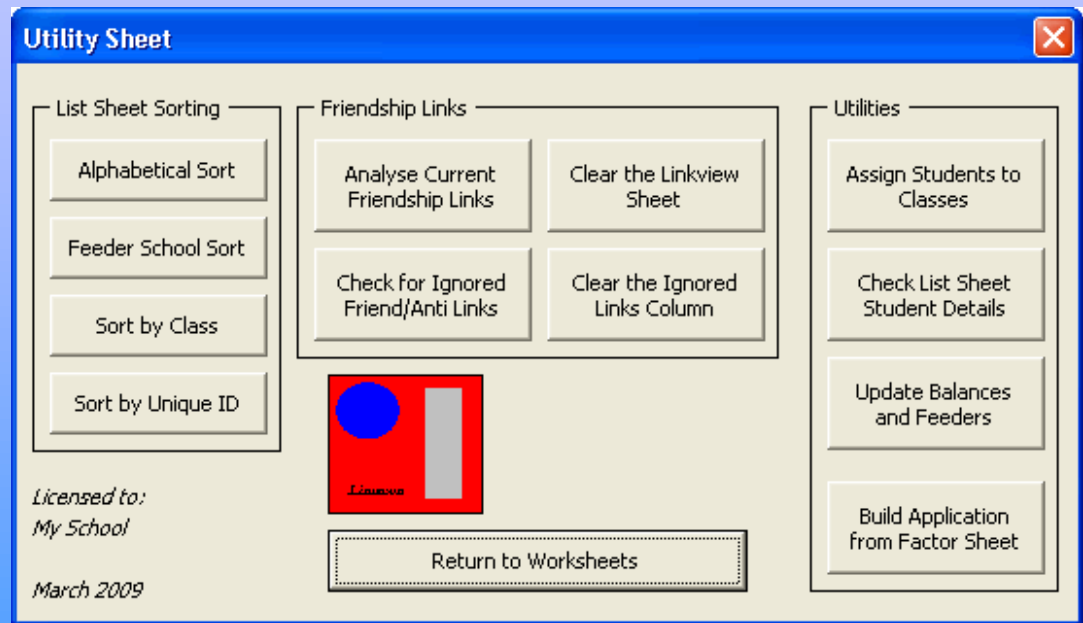 Utility Sheet
List Sheet Sorting
Alphabetical Sort
Feeder School Sort
Sort by Class
Sort by Unique ID
Friendship Links
Analyse Current
Friendship Links
Clear the Linkview
Sheet
Check for Ignored
Friend/Anti Links
Clear the Ignored
Links Column
Utilities
Assign Students to
Classes
Check List Sheet
Student Details
Update Balances
and Feeders
Build Application
from Factor Sheet
Licensed to:
My School
March 2009
Return to Worksheets